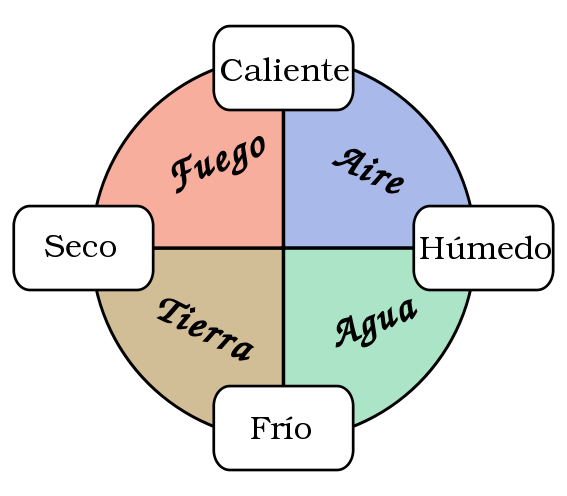 Caliente
Fuego
Aire
Seco
Húmedo
Tierra
Agua
Frío